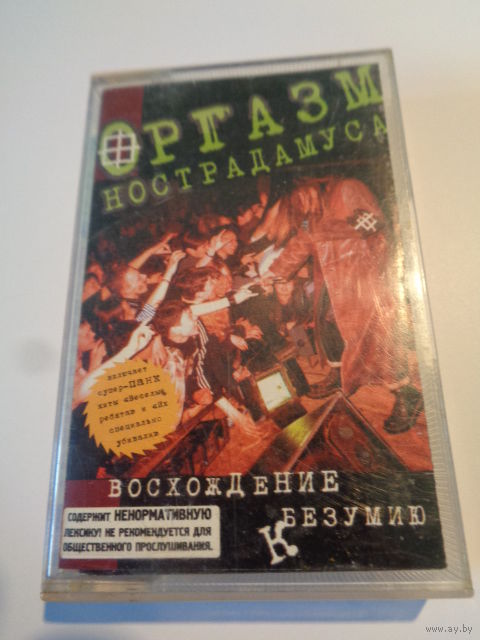 ОРГАЗМ
НОСТРАДАМУСА
включает
супер-ПАНК
хиты «Веселых
ребята» и «Их
специально
убивали»
ВОСХОЖДЕНИЕ
К БЕЗУМИЮ
СОДЕРЖИТ НЕНОРМАТИВНУЮ
ЛЕКСИКУ! НЕ РЕКОМЕНДУЕТСЯ ДЛЯ
ОБЩЕСТВЕННОГО ПРОСЛУШИВАНИЯ.
www.ay.by